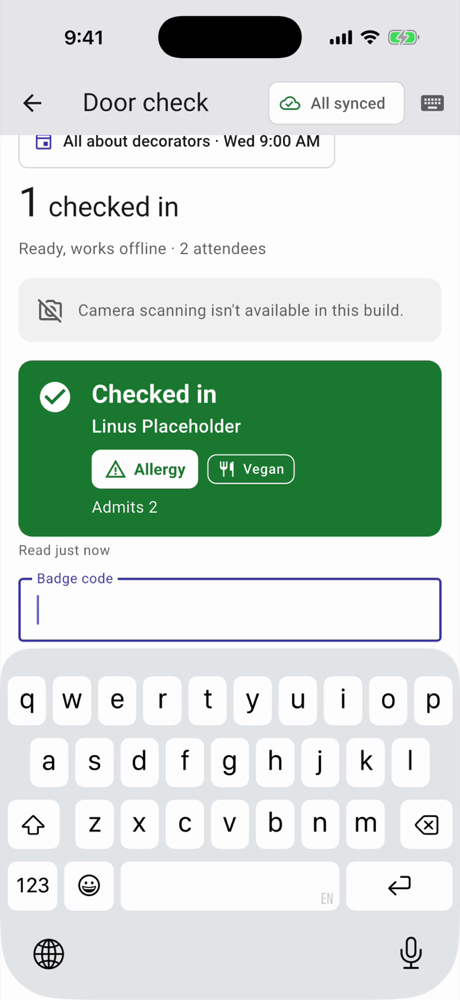 9:41
Door check
All synced
All about decorators · Wed 9:00 AM
1 checked in
Ready, works offline · 2 attendees
Camera scanning isn't available in this build.
Checked in
Linus Placeholder
Allergy
Vegan
Admits 2
Read just now
Badge code
q w e r t y u i o p
a s d f g h j k l
z x c v b n m
123
EN